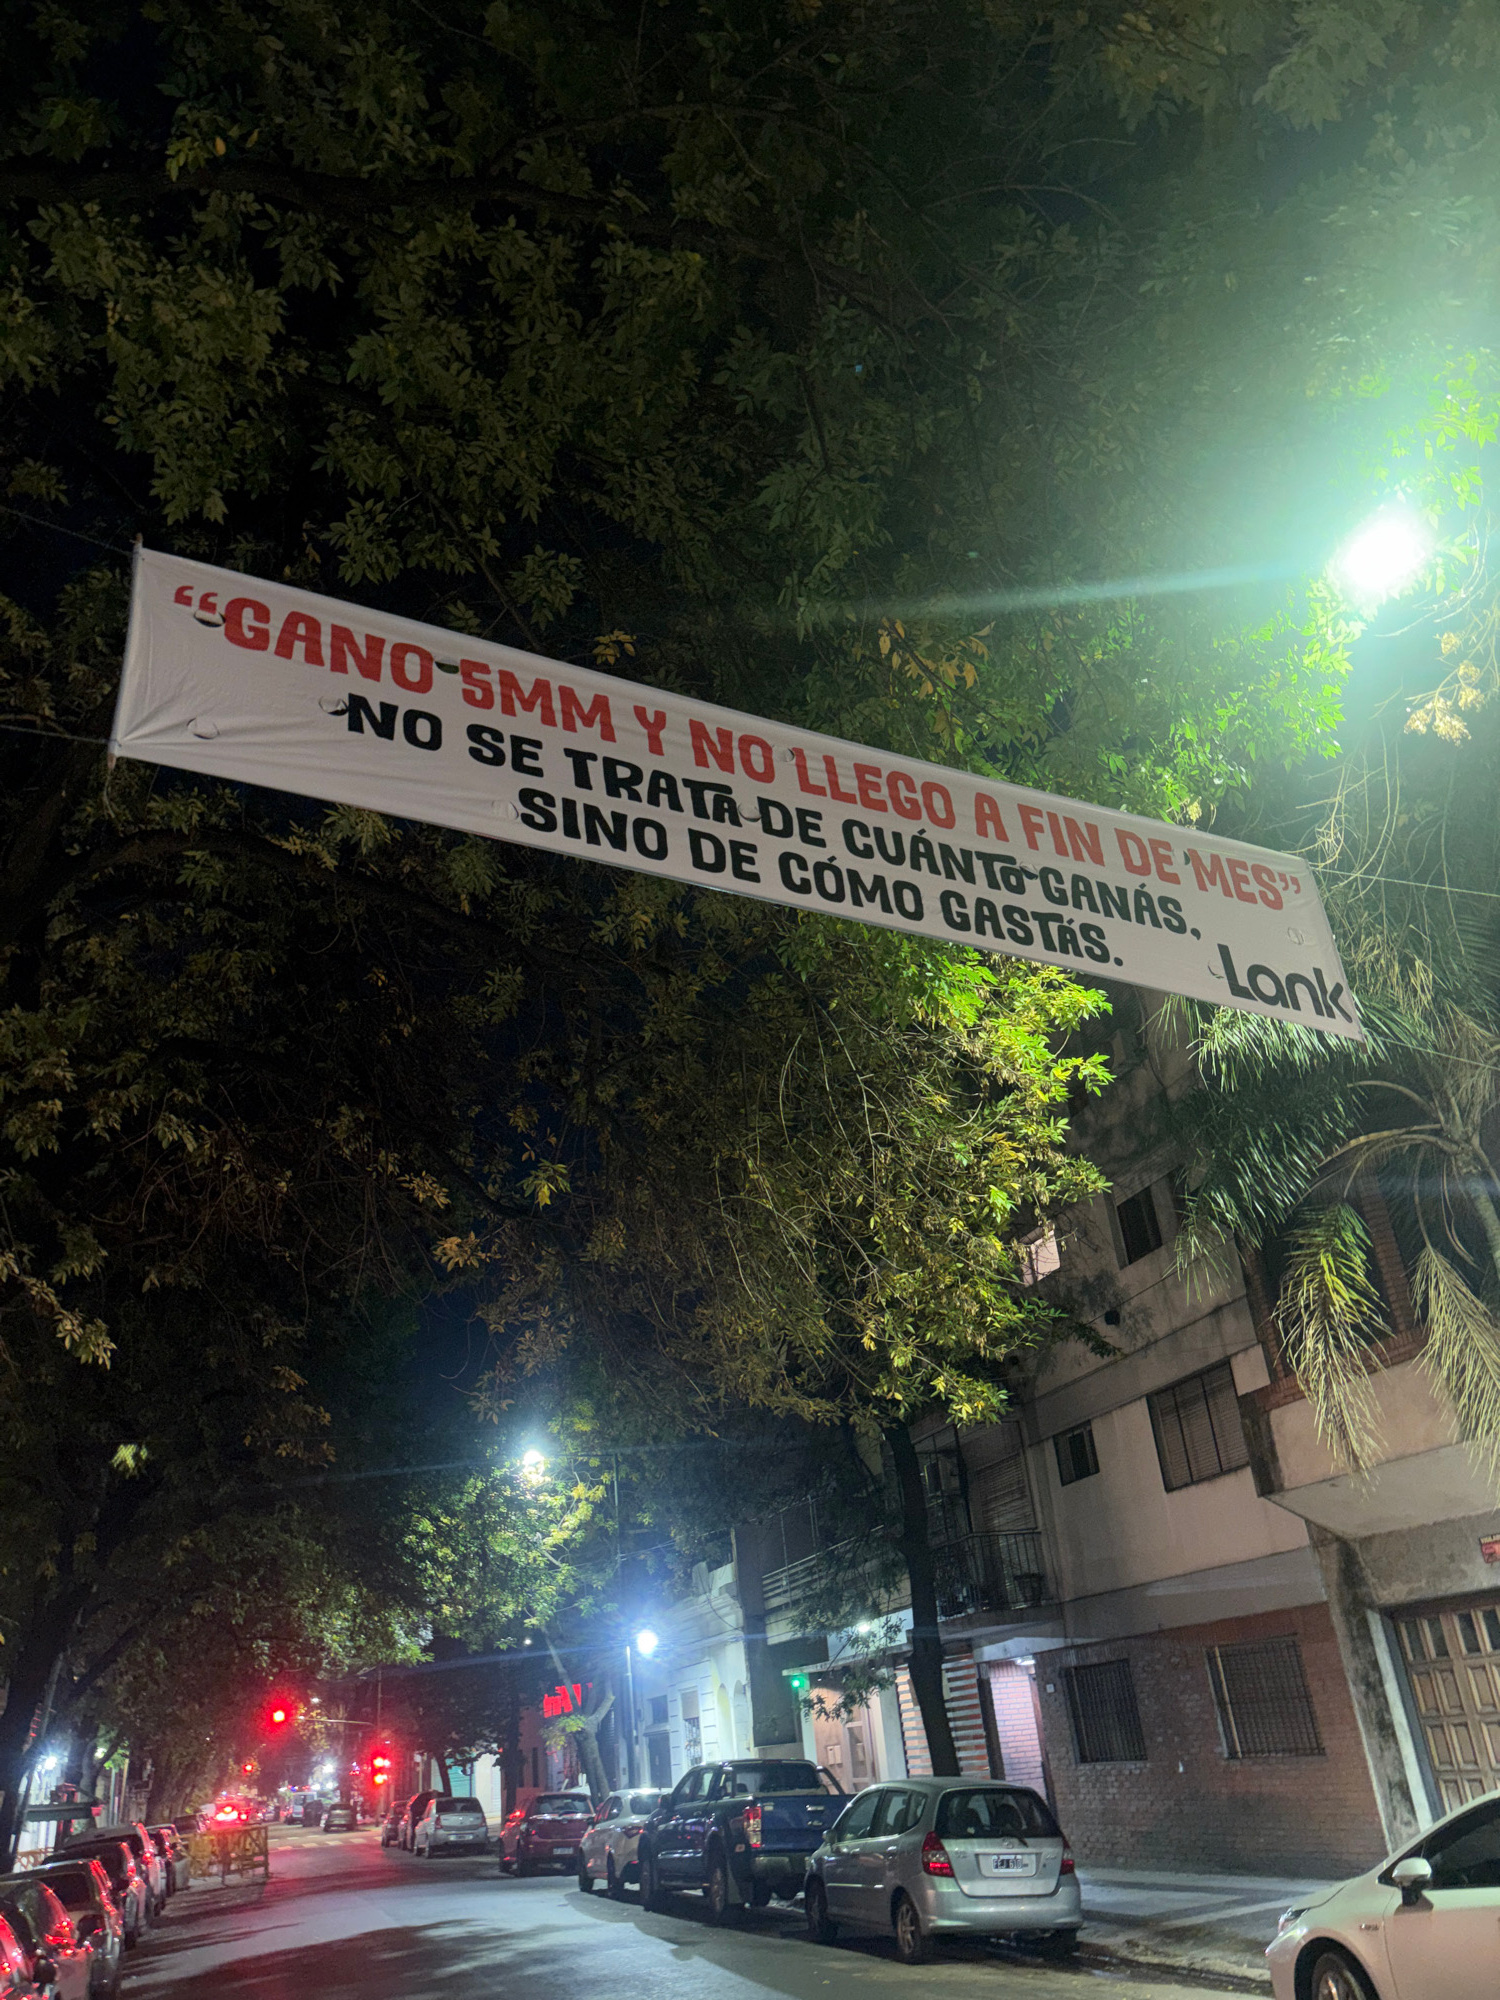 “GANO 5MM Y NO LLEGO A FIN DE MES”
NO SE TRATA DE CUÁNTO GANÁS,
SINO DE CÓMO GASTÁS.
Lank